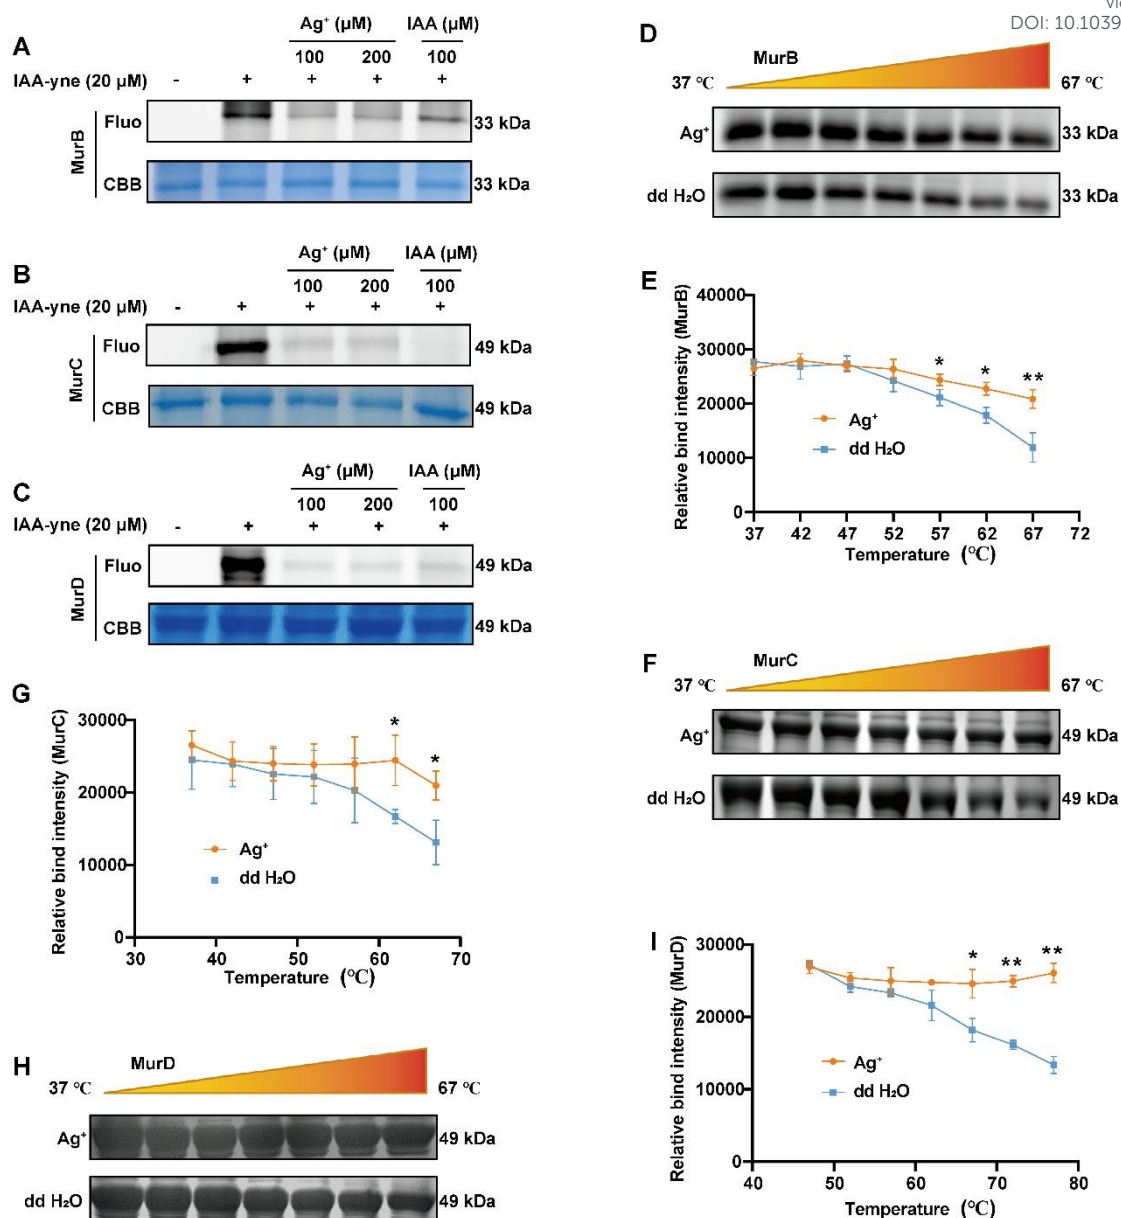 DOI: 10.1039
A
Ag⁺ (μM) IAA (μM)
100 200 100
IAA-yne (20 μM) - + + + +
MurB
Fluo 33 kDa
CBB 33 kDa
B
Ag⁺ (μM) IAA (μM)
100 200 100
IAA-yne (20 μM) - + + + +
MurC
Fluo 49 kDa
CBB 49 kDa
C
Ag⁺ (μM) IAA (μM)
100 200 100
IAA-yne (20 μM) - + + + +
MurD
Fluo 49 kDa
CBB 49 kDa
D
MurB
37 ℃ 67 ℃
Ag⁺ 33 kDa
dd H₂O 33 kDa
E
Relative bind intensity (MurB)
40000
30000
20000
10000
0
* * **
Ag⁺
dd H₂O
37 42 47 52 57 62 67 72
Temperature (℃)
F
MurC
37 ℃ 67 ℃
Ag⁺ 49 kDa
dd H₂O 49 kDa
G
Relative bind intensity (MurC)
30000
20000
10000
0
* *
Ag⁺
dd H₂O
30 40 50 60 70
Temperature (℃)
H
MurD
37 ℃ 67 ℃
Ag⁺ 49 kDa
dd H₂O 49 kDa
I
Relative bind intensity (MurD)
30000
20000
10000
0
* ** **
Ag⁺
dd H₂O
40 50 60 70 80
Temperature (℃)